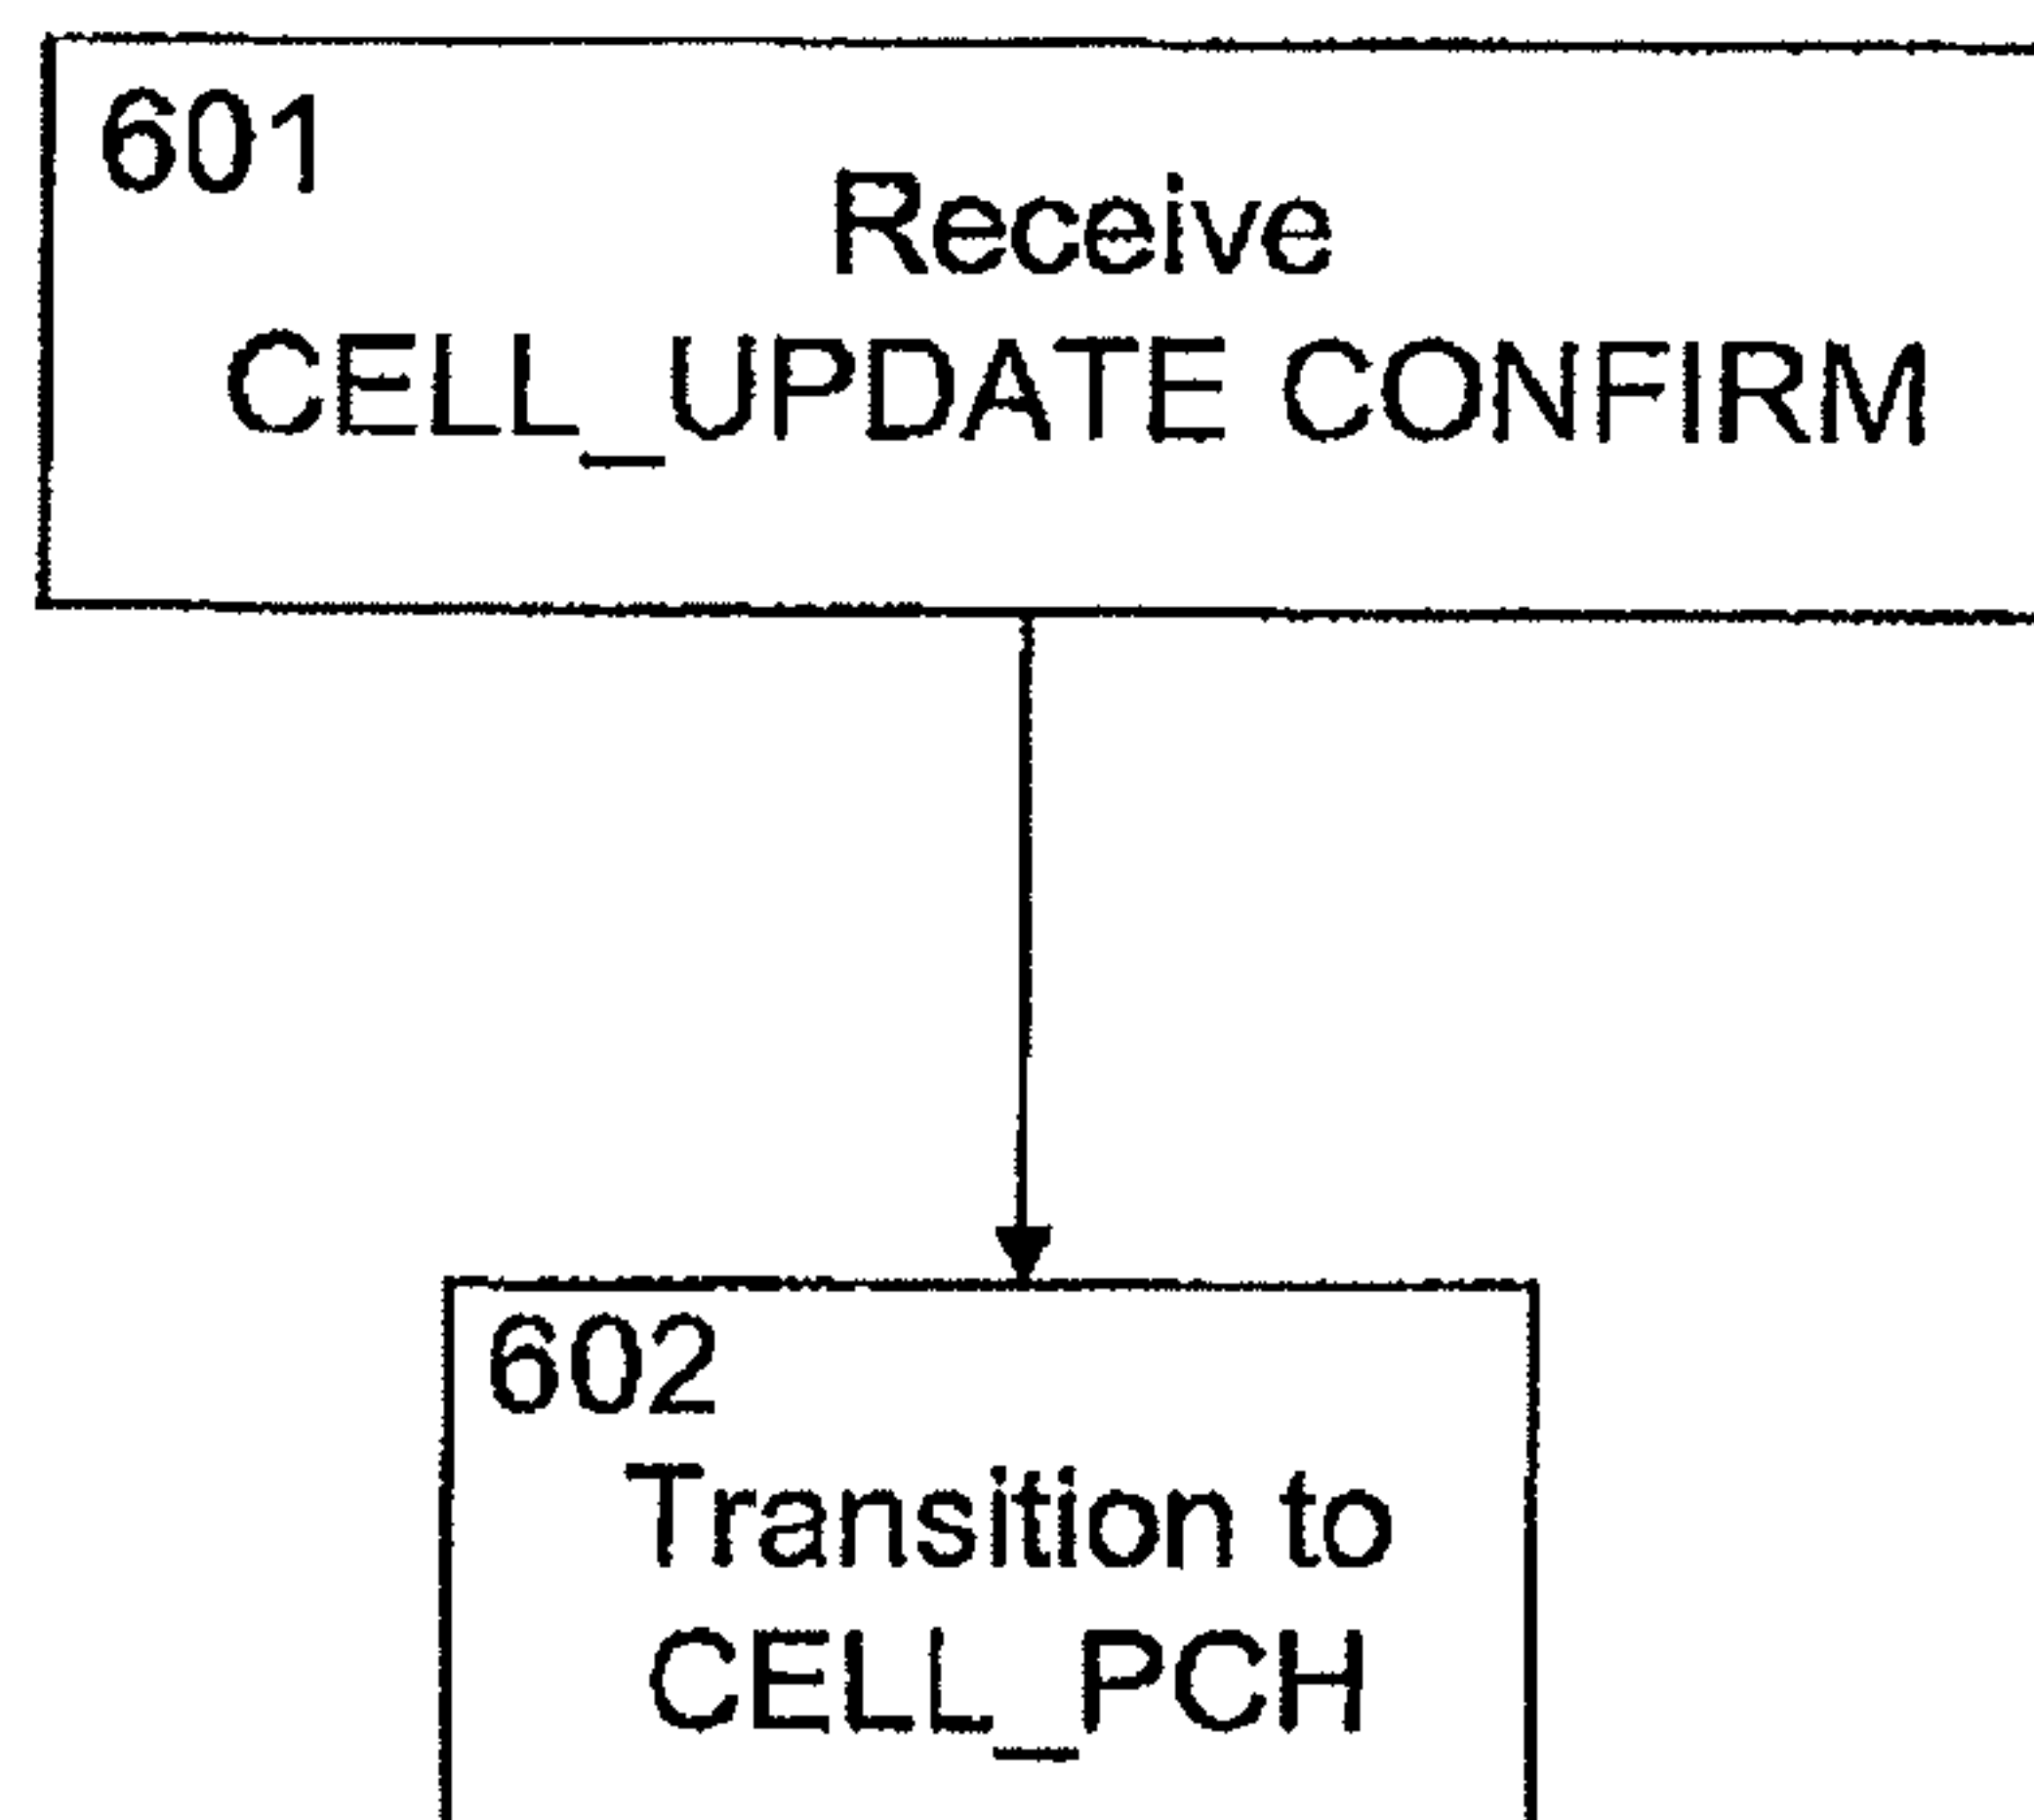 601
Receive
CELL_UPDATE CONFIRM
602
Transition to
CELL_PCH